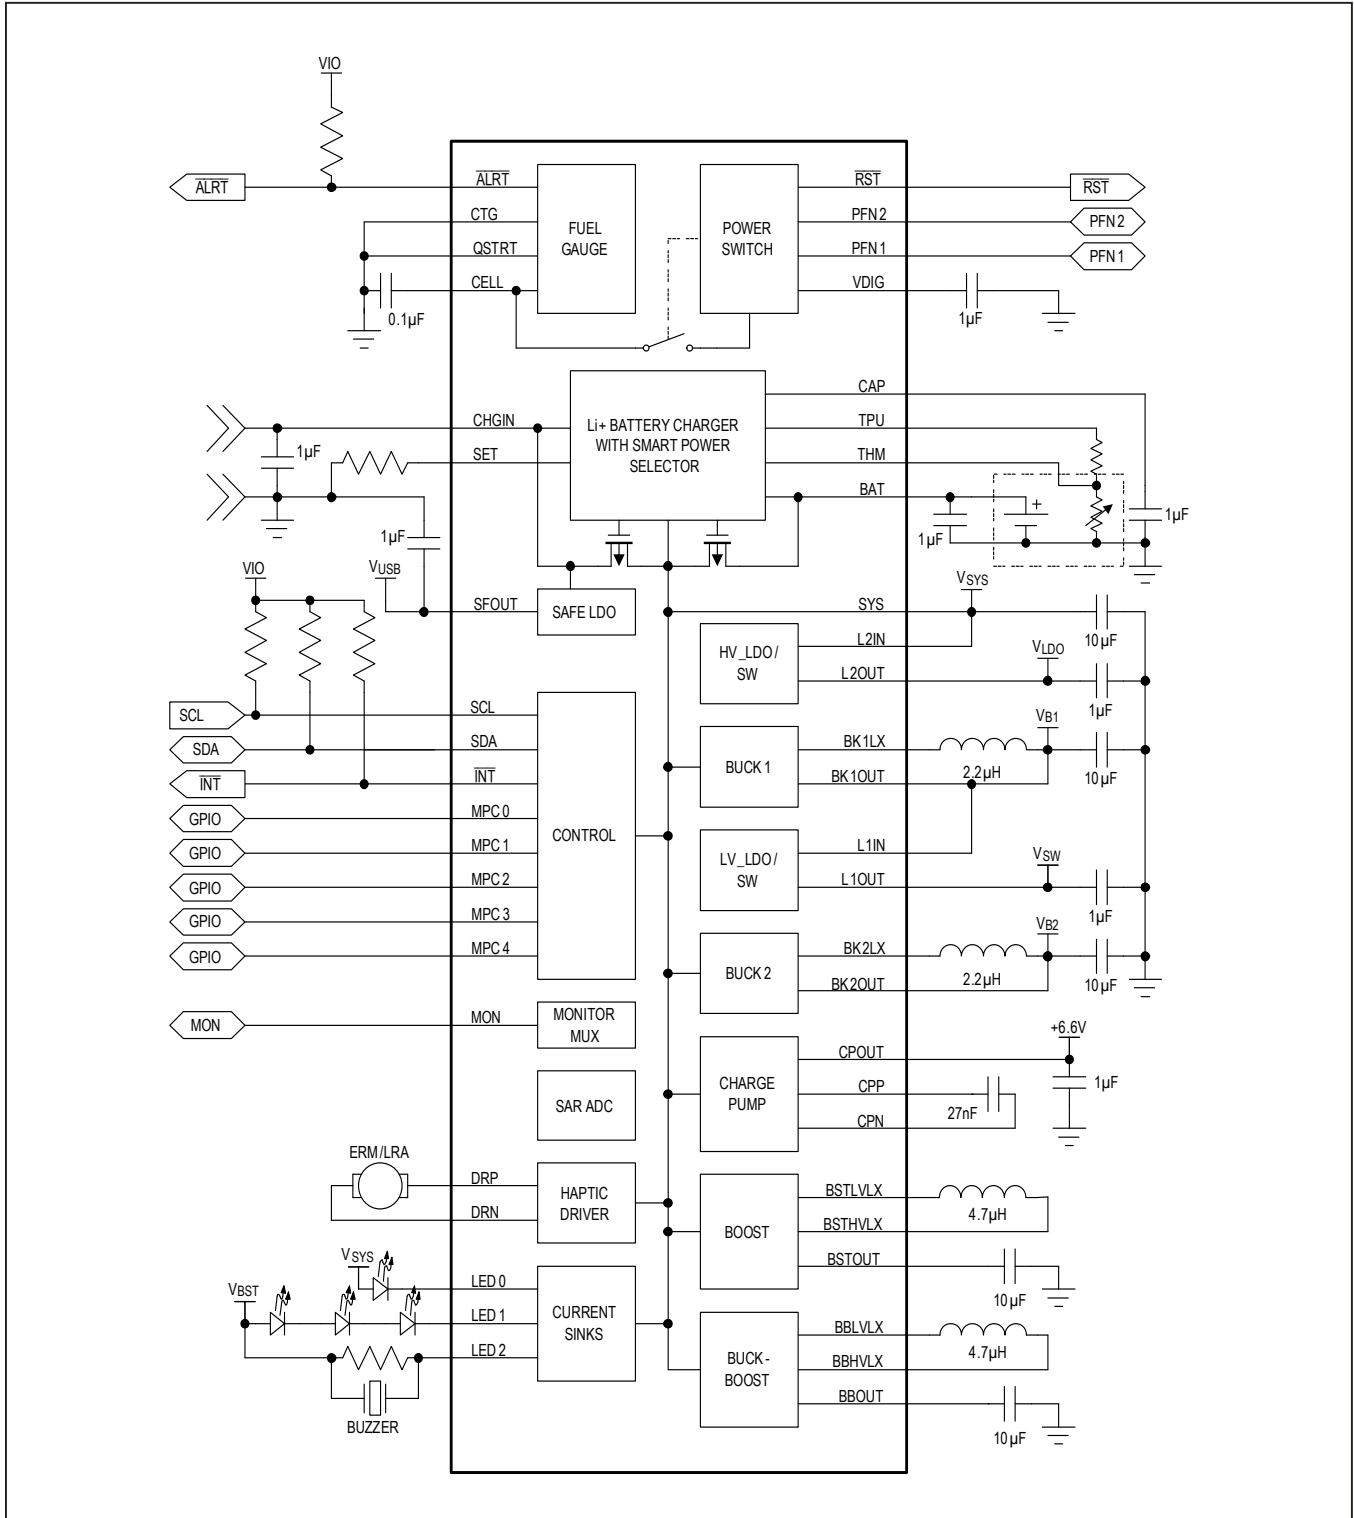 VIO
ALRT
ALRT
CTG
QSTRT
CELL
0.1µF
FUEL
GAUGE
POWER
SWITCH
RST
PFN2
PFN1
VDIG
1µF
RST
PFN2
PFN1
CHGIN
SET
1µF
1µF
Li+ BATTERY CHARGER
WITH SMART POWER
SELECTOR
CAP
TPU
THM
BAT
1µF
+
1µF
VUSB
SFOUT
SAFE LDO
VIO
VSYS
SYS
10µF
L2IN
L2OUT
HV_LDO/
SW
VLDO
1µF
SCL
SDA
INT
GPIO
GPIO
GPIO
GPIO
GPIO
SCL
SDA
INT
MPC0
MPC1
MPC2
MPC3
MPC4
CONTROL
BUCK1
BK1LX
BK1OUT
2.2µH
VB1
10µF
LV_LDO/
SW
L1IN
L1OUT
VSW
1µF
BUCK2
BK2LX
BK2OUT
2.2µH
VB2
10µF
MON
MON
MONITOR
MUX
SAR ADC
CHARGE
PUMP
CPOUT
CPP
CPN
27nF
+6.6V
1µF
ERM/LRA
DRP
DRN
HAPTIC
DRIVER
BOOST
BSTLVLX
BSTHVLX
BSTOUT
4.7µH
10µF
VSYS
VBST
LED0
LED1
LED2
CURRENT
SINKS
BUZZER
BUCK-
BOOST
BBLVLX
BBHVLX
BBOUT
4.7µH
10µF